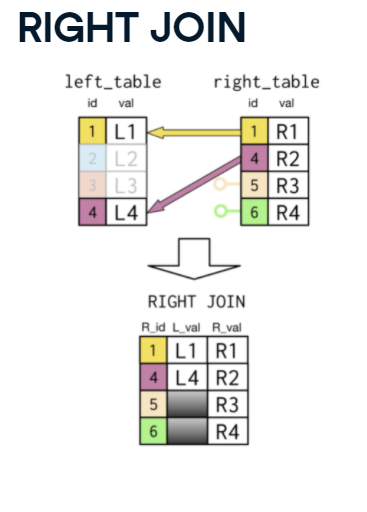 RIGHT JOIN
left_table right_table
id val id val
1 L1 1 R1
2 L2 4 R2
3 L3 5 R3
4 L4 6 R4
RIGHT JOIN
R_id L_val R_val
1 L1 R1
4 L4 R2
5 R3
6 R4